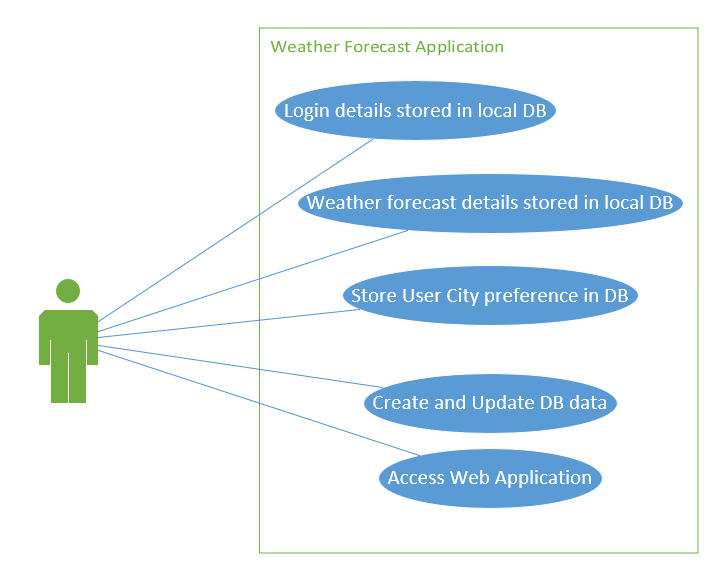 Weather Forecast Application
Login details stored in local DB
Weather forecast details stored in local DB
Store User City preference in DB
Create and Update DB data
Access Web Application